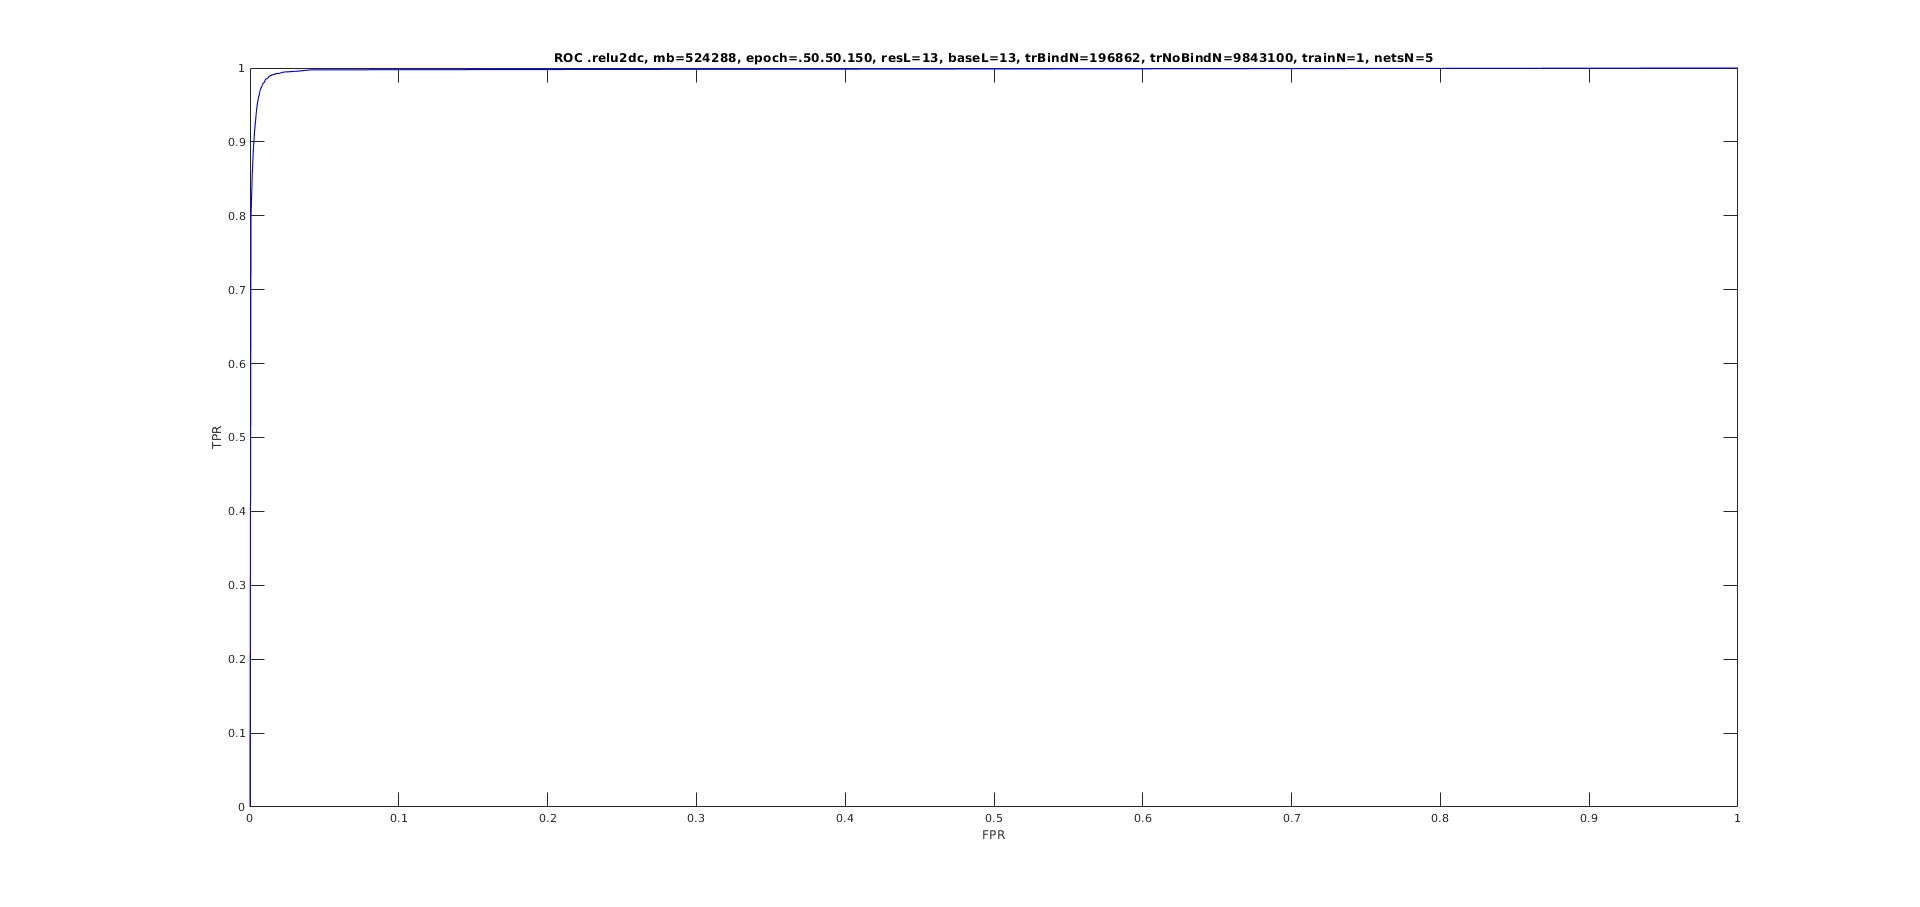 ROC .relu2dc, mb=524288, epoch=.50.50.150, resL=13, baseL=13, trBindN=196862, trNoBindN=9843100, trainN=1, netsN=5
1
0.9
0.8
0.7
0.6
TPR
0.5
0.4
0.3
0.2
0.1
0
0 0.1 0.2 0.3 0.4 0.5 0.6 0.7 0.8 0.9 1
FPR